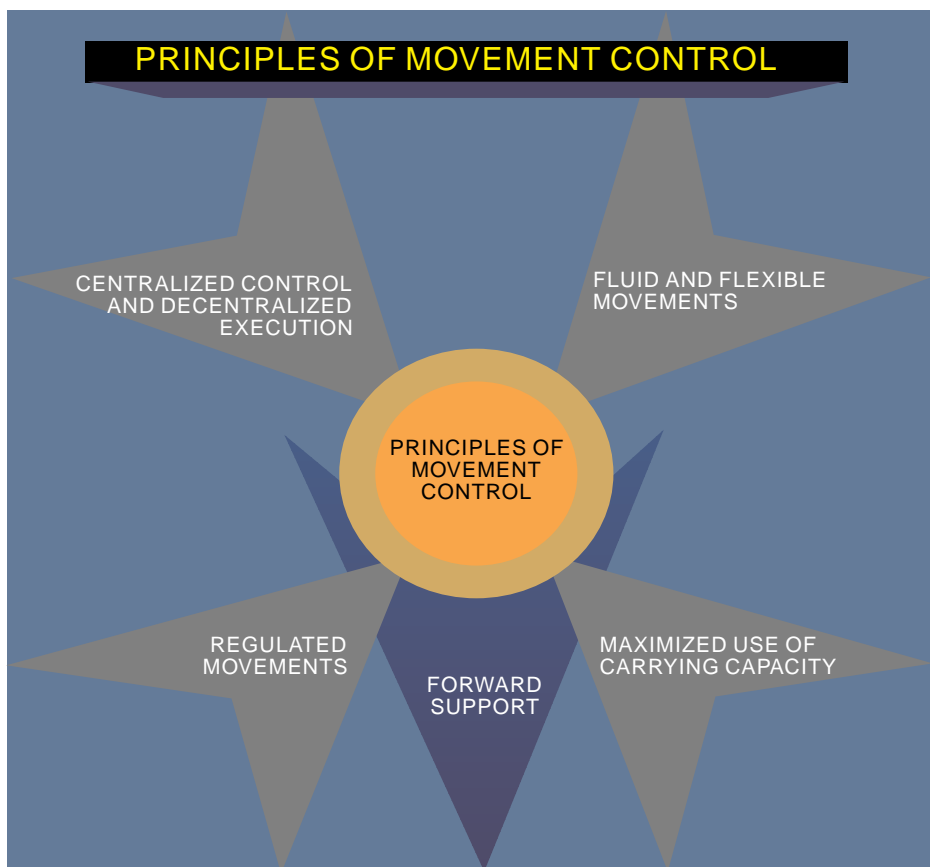 PRINCIPLES OF MOVEMENT CONTROL
CENTRALIZED CONTROL
AND DECENTRALIZED
EXECUTION
FLUID AND FLEXIBLE
MOVEMENTS
PRINCIPLES OF
MOVEMENT
CONTROL
REGULATED
MOVEMENTS
FORWARD
SUPPORT
MAXIMIZED USE OF
CARRYING CAPACITY